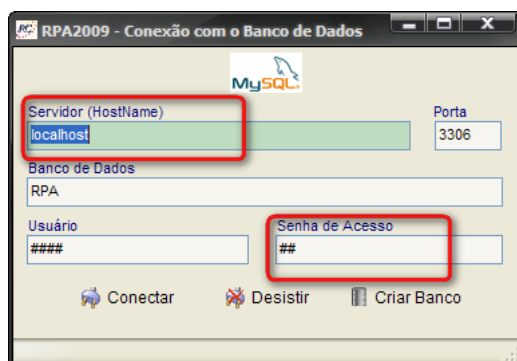 RPA2009 - Conexão com o Banco de Dados
MySQL
Servidor (HostName) Porta
localhost 3306
Banco de Dados
RPA
Usuário Senha de Acesso
#### ##
Conectar Desistir Criar Banco